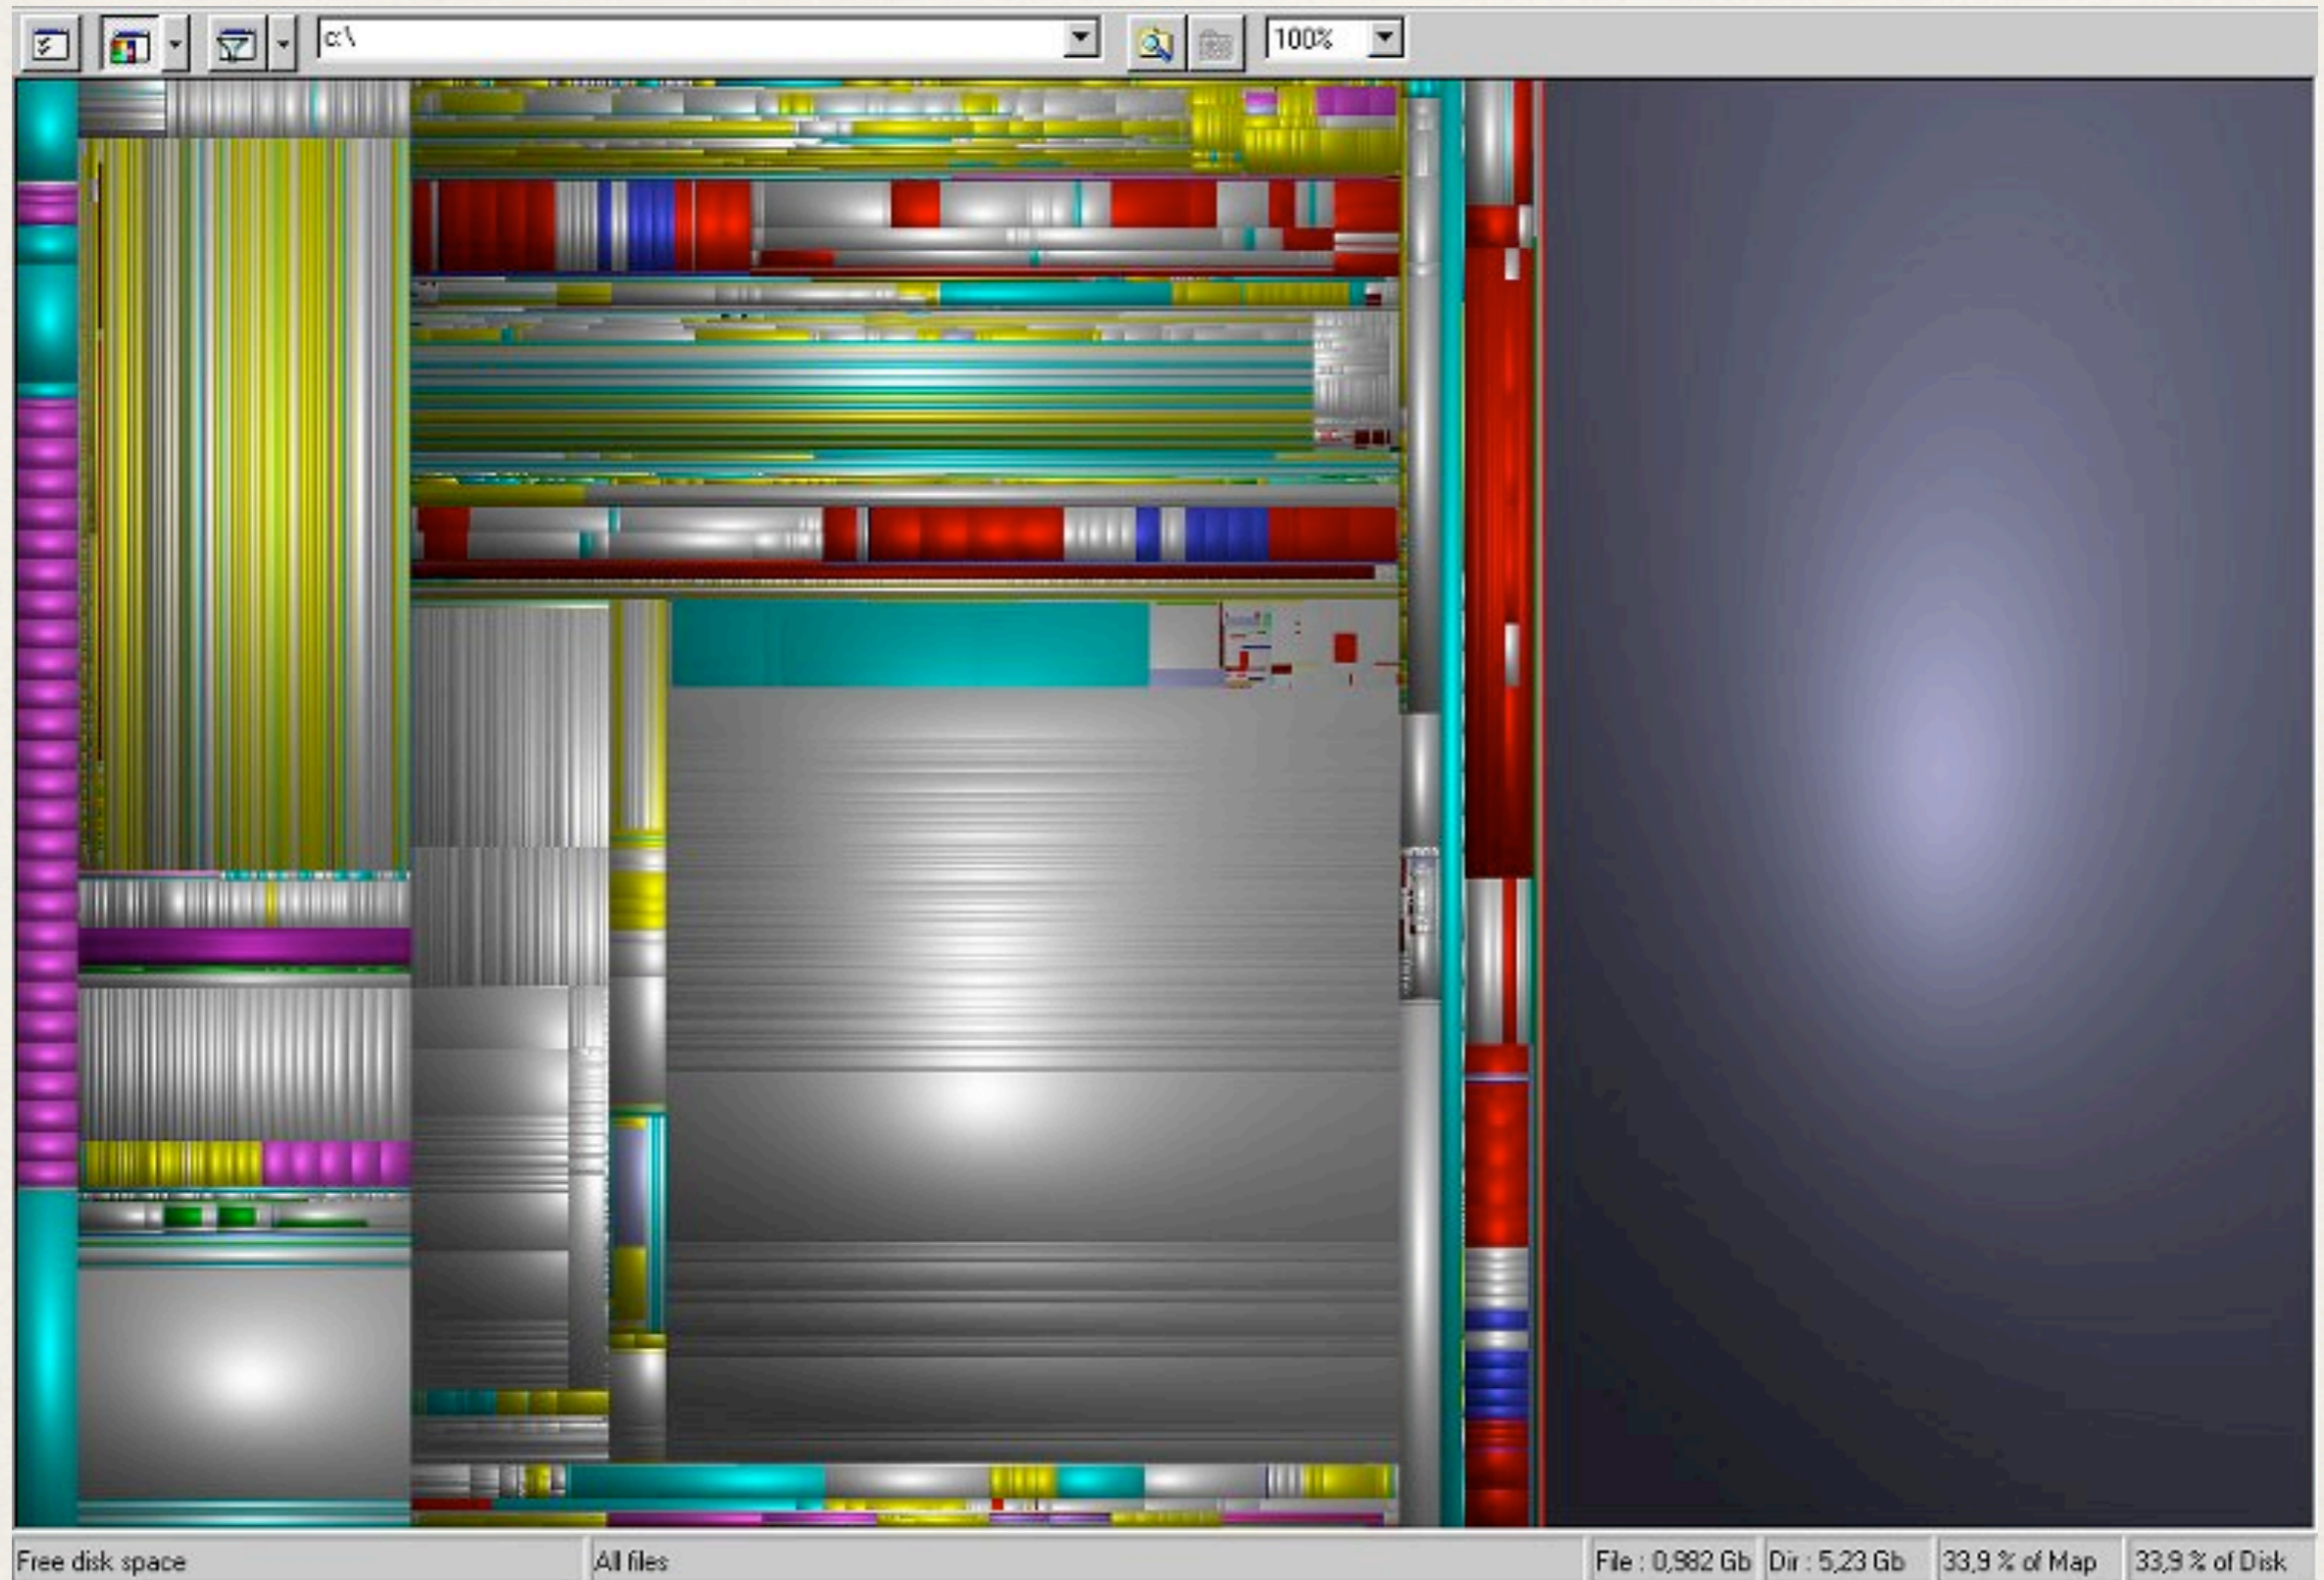 c:\
100%
Free disk space
All files
File : 0,982 Gb
Dir : 5,23 Gb
33,9 % of Map
33,9 % of Disk